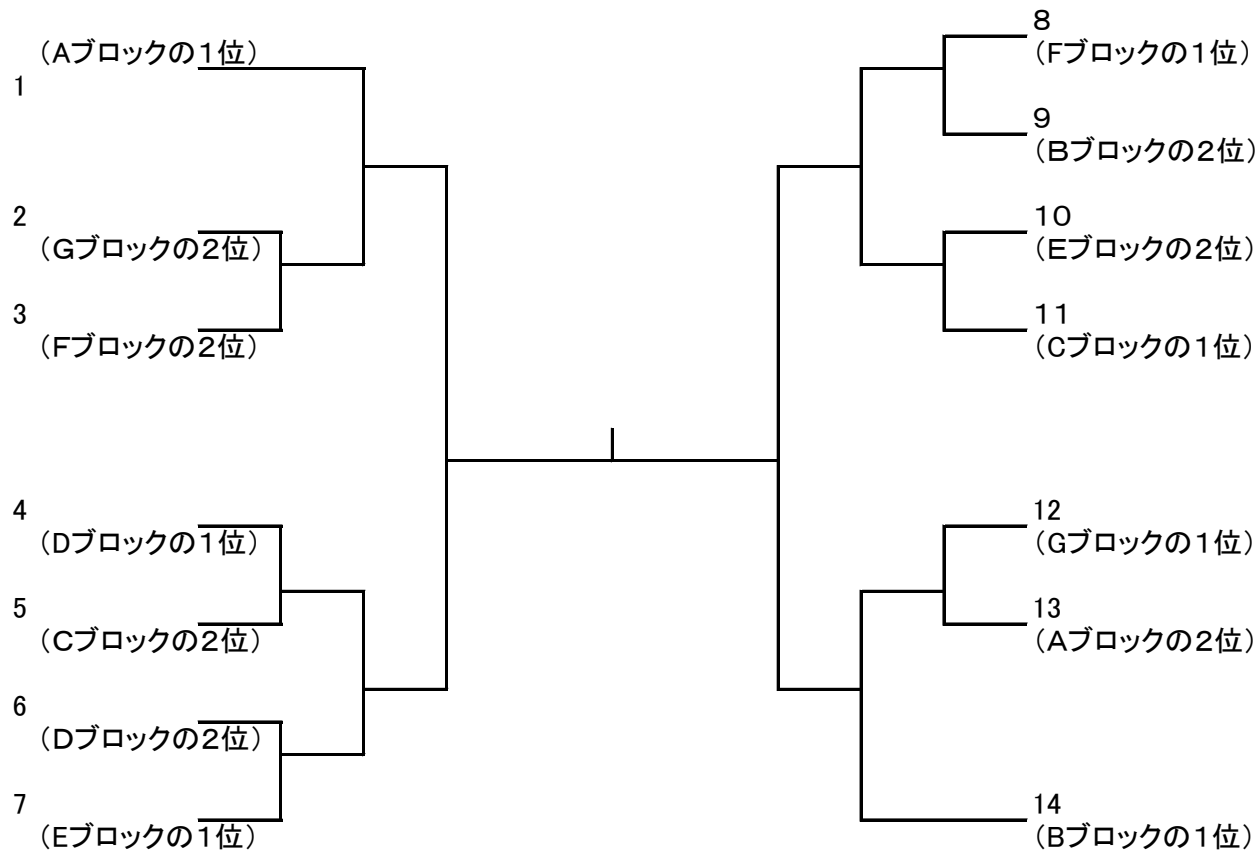 （Aブロックの１位）
1
2
（Gブロックの２位）
3
（Fブロックの２位）
4
（Dブロックの１位）
5
（Cブロックの２位）
6
（Dブロックの２位）
7
（Eブロックの１位）
8
（Fブロックの１位）
9
（Bブロックの２位）
10
（Eブロックの２位）
11
（Cブロックの１位）
12
（Gブロックの１位）
13
（Aブロックの２位）
14
（Bブロックの１位）